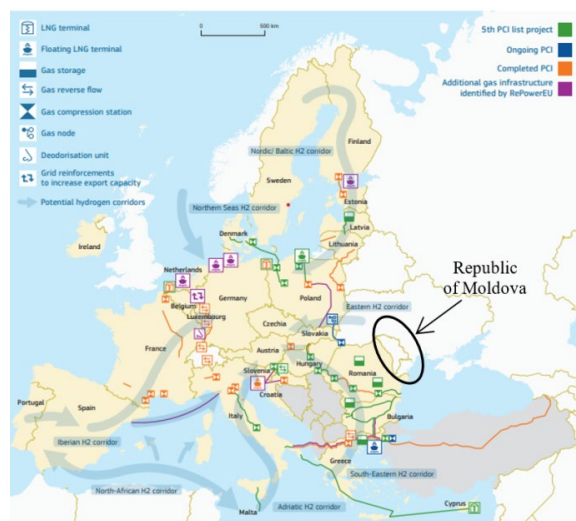 LNG terminal
Floating LNG terminal
Gas storage
Gas reverse flow
Gas compression station
Gas node
Deodorisation unit
Grid reinforcements
to increase export capacity
Potential hydrogen corridors
0
500 km
5th PCI list project
Ongoing PCI
Completed PCI
Additional gas infrastructure
identified by RePowerEU
Nordic/ Baltic H2 corridor
Finland
Sweden
Estonia
Northern Seas H2 corridor
Latvia
Denmark
Lithuania
Ireland
Republic
of Moldova
Netherlands
Germany
Poland
Belgium
Eastern H2 corridor
Luxembourg
Czechia
Slovakia
France
Austria
Hungary
Romania
Slovenia
Croatia
Portugal
Spain
Italy
Bulgaria
Iberian H2 corridor
Greece
South-Eastern H2 corridor
North-African H2 corridor
Adriatic H2 corridor
Malta
Cyprus